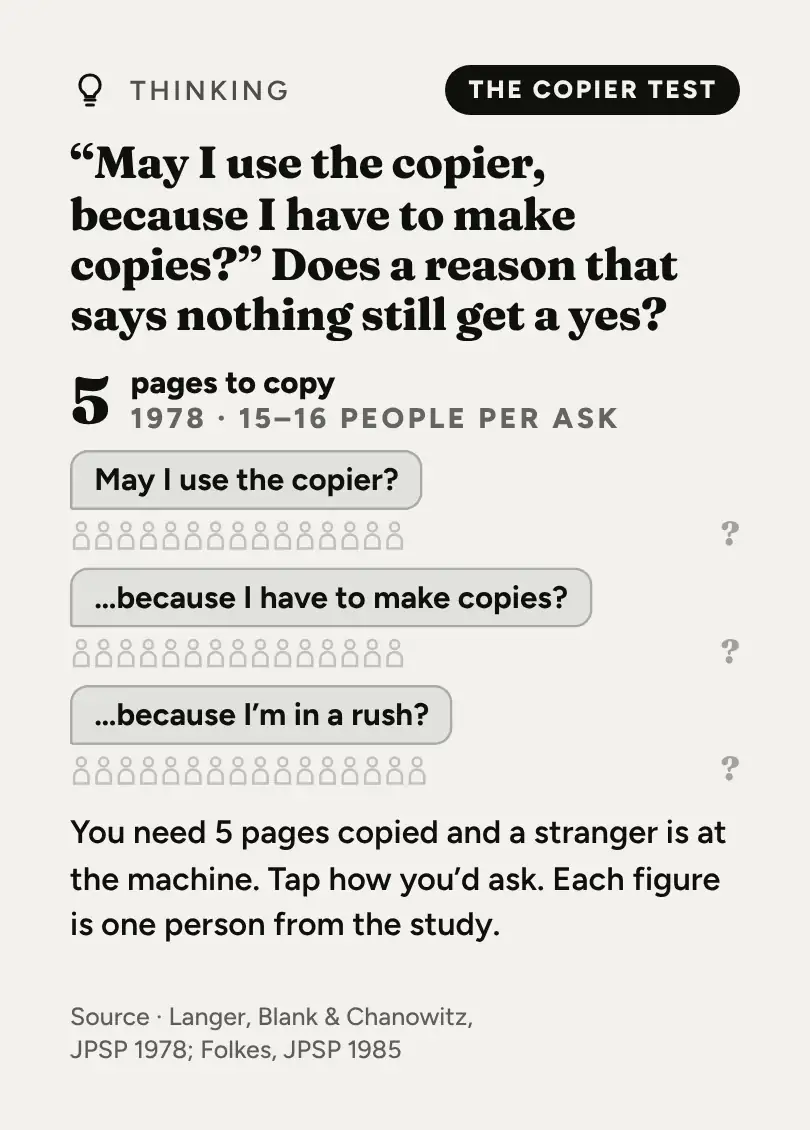 THINKING
THE COPIER TEST
“May I use the copier,
because I have to make
copies?” Does a reason that
says nothing still get a yes?
5
pages to copy
1978 · 15–16 PEOPLE PER ASK
May I use the copier?
?
...because I have to make copies?
?
...because I’m in a rush?
?
You need 5 pages copied and a stranger is at
the machine. Tap how you’d ask. Each figure
is one person from the study.
Source · Langer, Blank & Chanowitz,
JPSP 1978; Folkes, JPSP 1985